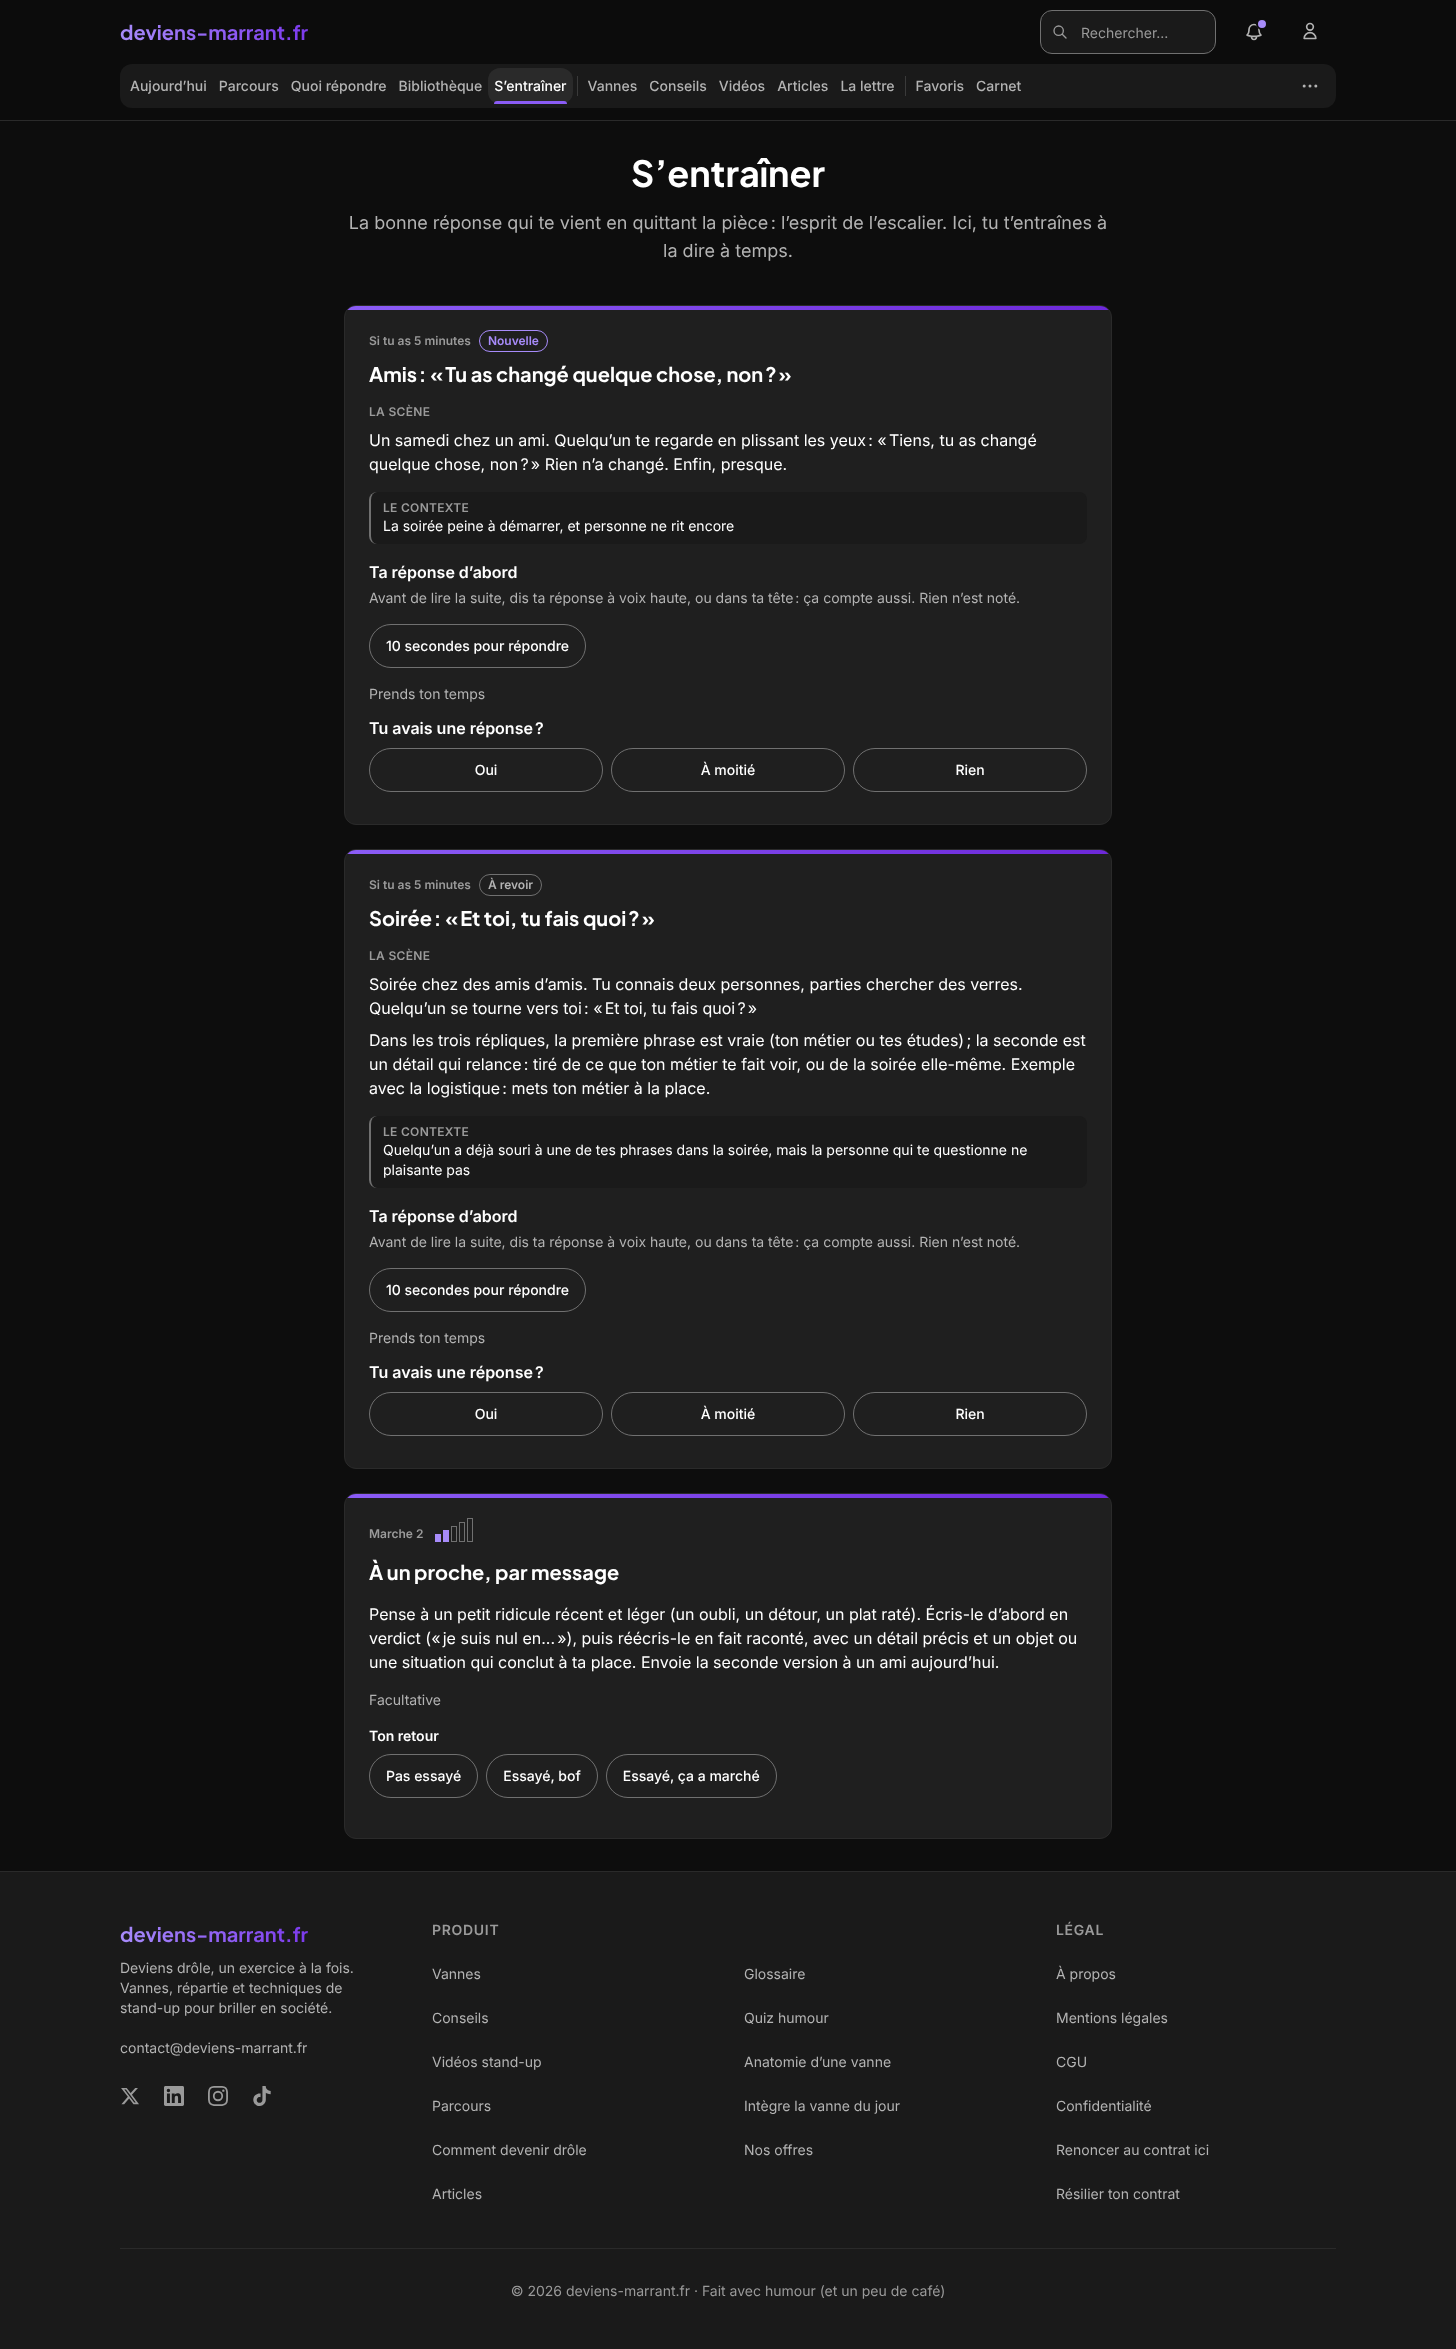 deviens-marrant.fr
Rechercher...
Aujourd’hui Parcours Quoi répondre Bibliothèque S’entraîner Vannes Conseils Vidéos Articles La lettre Favoris Carnet
S’entraîner
La bonne réponse qui te vient en quittant la pièce : l’esprit de l’escalier. Ici, tu t’entraînes à
la dire à temps.
Si tu as 5 minutes Nouvelle
Amis : « Tu as changé quelque chose, non ? »
LA SCÈNE
Un samedi chez un ami. Quelqu’un te regarde en plissant les yeux : « Tiens, tu as changé
quelque chose, non ? » Rien n’a changé. Enfin, presque.
LE CONTEXTE
La soirée peine à démarrer, et personne ne rit encore
Ta réponse d’abord
Avant de lire la suite, dis ta réponse à voix haute, ou dans ta tête : ça compte aussi. Rien n’est noté.
10 secondes pour répondre
Prends ton temps
Tu avais une réponse ?
Oui À moitié Rien
Si tu as 5 minutes À revoir
Soirée : « Et toi, tu fais quoi ? »
LA SCÈNE
Soirée chez des amis d’amis. Tu connais deux personnes, parties chercher des verres.
Quelqu’un se tourne vers toi : « Et toi, tu fais quoi ? »
Dans les trois répliques, la première phrase est vraie (ton métier ou tes études) ; la seconde est
un détail qui relance : tiré de ce que ton métier te fait voir, ou de la soirée elle-même. Exemple
avec la logistique : mets ton métier à la place.
LE CONTEXTE
Quelqu’un a déjà souri à une de tes phrases dans la soirée, mais la personne qui te questionne ne
plaisante pas
Ta réponse d’abord
Avant de lire la suite, dis ta réponse à voix haute, ou dans ta tête : ça compte aussi. Rien n’est noté.
10 secondes pour répondre
Prends ton temps
Tu avais une réponse ?
Oui À moitié Rien
Marche 2
À un proche, par message
Pense à un petit ridicule récent et léger (un oubli, un détour, un plat raté). Écris-le d’abord en
verdict (« je suis nul en… »), puis réécris-le en fait raconté, avec un détail précis et un objet ou
une situation qui conclut à ta place. Envoie la seconde version à un ami aujourd’hui.
Facultative
Ton retour
Pas essayé Essayé, bof Essayé, ça a marché
deviens-marrant.fr
Deviens drôle, un exercice à la fois.
Vannes, répartie et techniques de
stand-up pour briller en société.
contact@deviens-marrant.fr
PRODUIT
Vannes
Conseils
Vidéos stand-up
Parcours
Comment devenir drôle
Articles
Glossaire
Quiz humour
Anatomie d’une vanne
Intègre la vanne du jour
Nos offres
LÉGAL
À propos
Mentions légales
CGU
Confidentialité
Renoncer au contrat ici
Résilier ton contrat
© 2026 deviens-marrant.fr · Fait avec humour (et un peu de café)